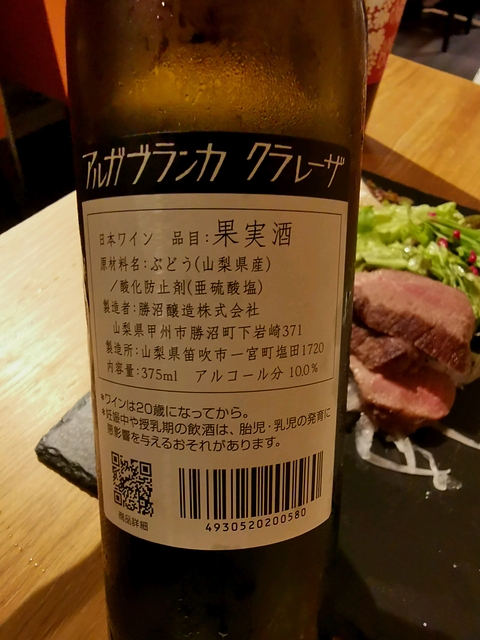 アルガブランカ クラレーザ
日本ワイン 品目:果実酒
原材料名:ぶどう(山梨県産)
/酸化防止剤(亜硫酸塩)
製造者:勝沼醸造株式会社
山梨県甲州市勝沼町下岩崎371
製造所:山梨県笛吹市一宮町塩田1720
内容量:375ml アルコール分 10.0%
*ワインは20歳になってから。
*妊娠中や授乳期の飲酒は、胎児・乳児の発育に
悪影響を与えるおそれがあります。
商品詳細
4930520200580